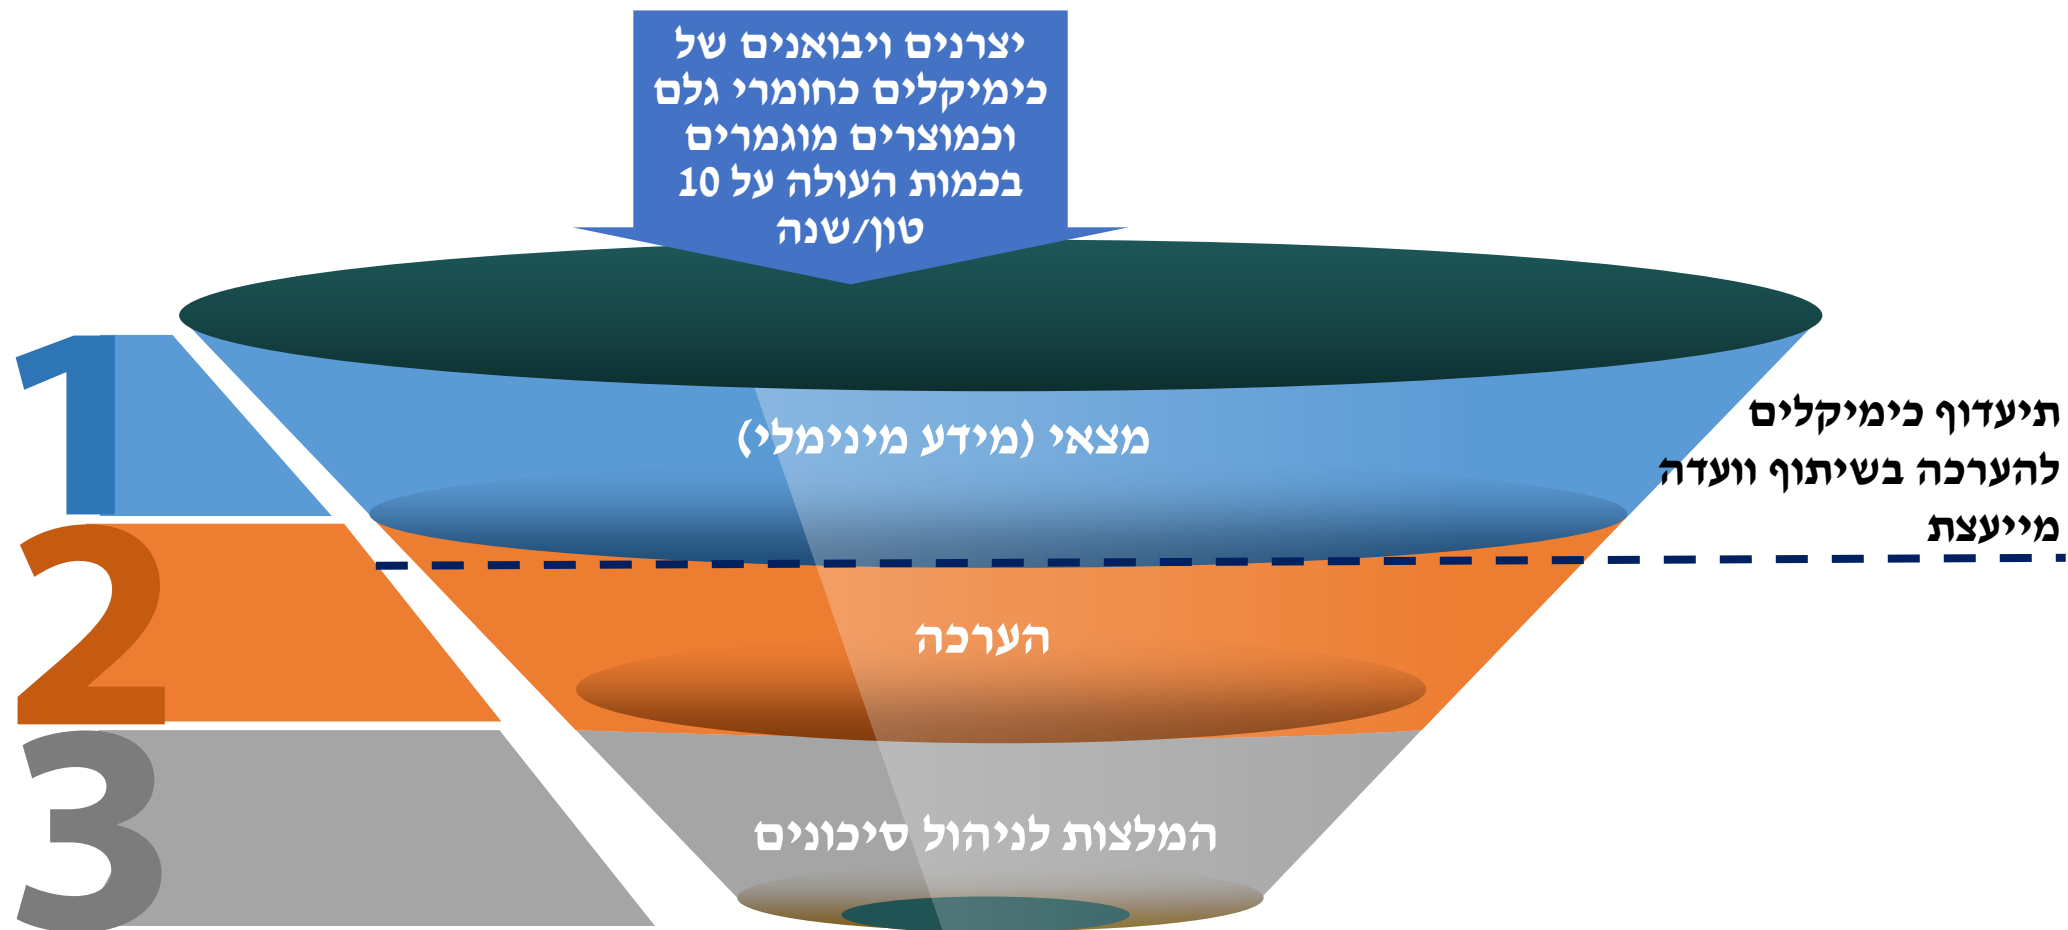 יצרנים ויבואנים של
כימיקלים כחומרי גלם
וכמוצרים מוגמרים
בכמות העולה על 10
טון/שנה
1
מצאי (מידע מינימלי)
תיעדוף כימיקלים
להערכה בשיתוף וועדה
מייעצת
2
הערכה
3
המלצות לניהול סיכונים